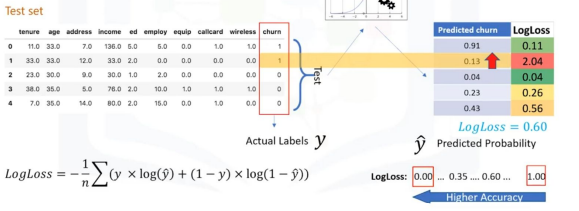 Test set
tenure age address income ed employ equip callcard wireless churn
0 11.0 33.0 7.0 136.0 5.0 5.0 0.0 1.0 1.0 1
1 33.0 33.0 12.0 33.0 2.0 0.0 0.0 0.0 0.0 1
2 23.0 30.0 9.0 30.0 1.0 2.0 0.0 0.0 0.0 0
3 38.0 35.0 5.0 76.0 2.0 10.0 1.0 1.0 1.0 0
4 7.0 35.0 14.0 80.0 2.0 15.0 0.0 1.0 0.0 0
Test
Predicted churn LogLoss
0.91 0.11
0.13 2.04
0.04 0.04
0.23 0.26
0.43 0.56
LogLoss = 0.60
Actual Labels y
ŷ Predicted Probability
LogLoss = −1/n ∑(y × log(ŷ) + (1 − y) × log(1 − ŷ))
LogLoss: 0.00 ... 0.35 .... 0.60 ... 1.00
Higher Accuracy